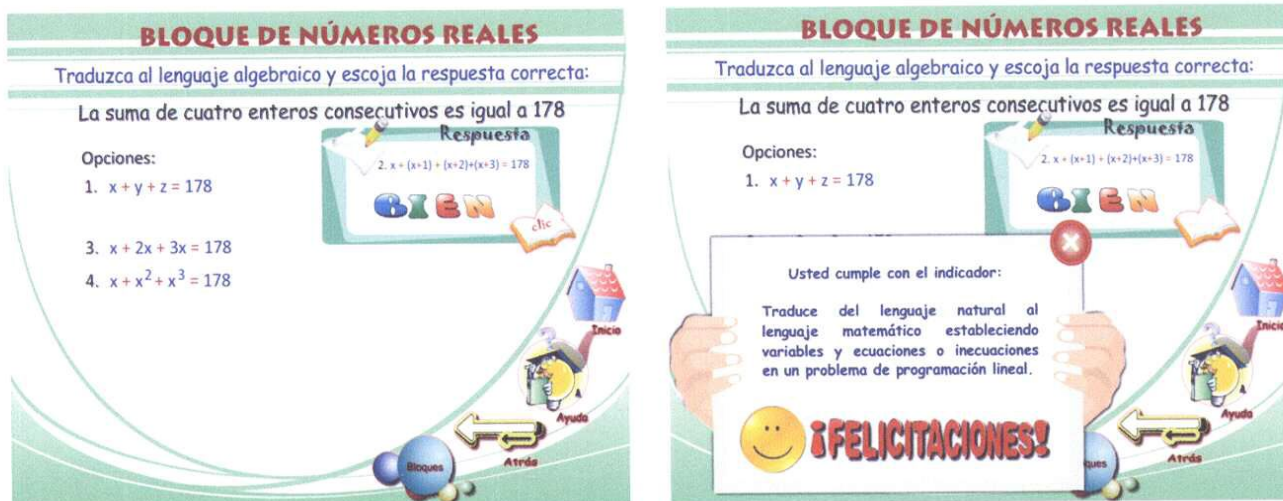 BLOQUE DE NÚMEROS REALES
Traduzca al lenguaje algebraico y escoja la respuesta correcta:
La suma de cuatro enteros consecutivos es igual a 178
Respuesta
2. x + (x+1) + (x+2)+(x+3) = 178
BIEN
clic
Opciones:
1. x + y + z = 178
3. x + 2x + 3x = 178
4. x + x² + x³ = 178
Inicio
Ayuda
Atrás
Bloques
BLOQUE DE NÚMEROS REALES
Traduzca al lenguaje algebraico y escoja la respuesta correcta:
La suma de cuatro enteros consecutivos es igual a 178
Respuesta
2. x + (x+1) + (x+2)+(x+3) = 178
BIEN
Opciones:
1. x + y + z = 178
Usted cumple con el indicador:
Traduce del lenguaje natural al
lenguaje matemático estableciendo
variables y ecuaciones o inecuaciones
en un problema de programación lineal.
¡FELICITACIONES!
Inicio
Ayuda
Atrás
ques